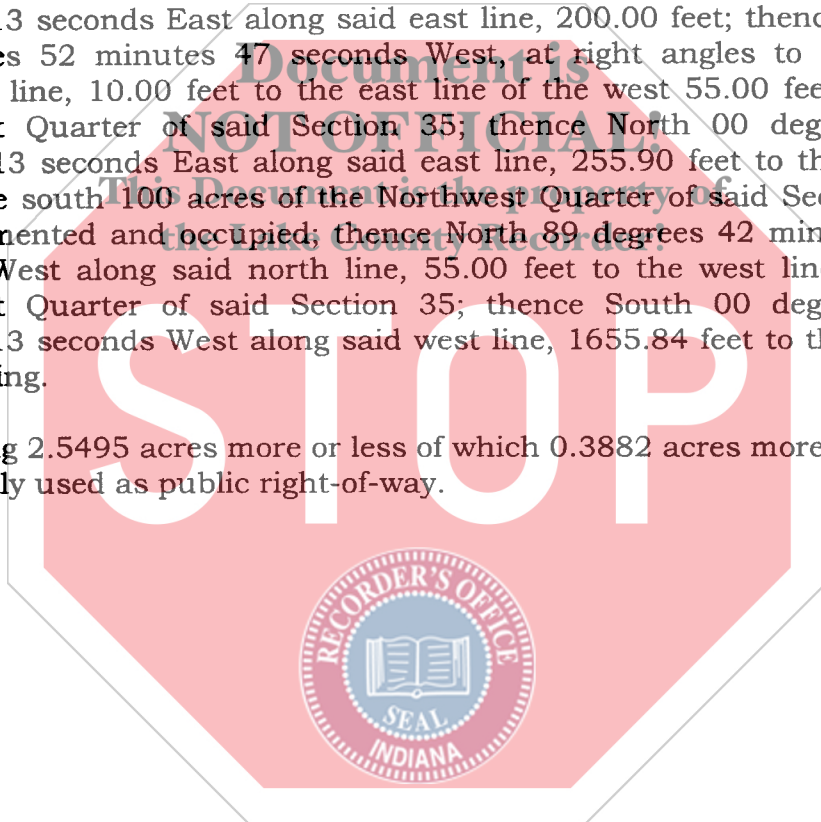 13 seconds East along said east line, 200.00 feet; thenc
es 52 minutes 47 seconds West, at right angles to
line, 10.00 feet to the east line of the west 55.00 fee
t Quarter of said Section 35; thence North 00 deg
13 seconds East along said east line, 255.90 feet to th
e south 100 acres of the Northwest Quarter of said Sec
mented and occupied; thence North 89 degrees 42 min
West along said north line, 55.00 feet to the west lin
t Quarter of said Section 35; thence South 00 deg
13 seconds West along said west line, 1655.84 feet to th
ing.
g 2.5495 acres more or less of which 0.3882 acres more
ly used as public right-of-way.
Document is
NOT OFFICIAL!
This Document is the property of
the Lake County Recorder!
STOP
RECORDER'S OFFICE
SEAL
INDIANA